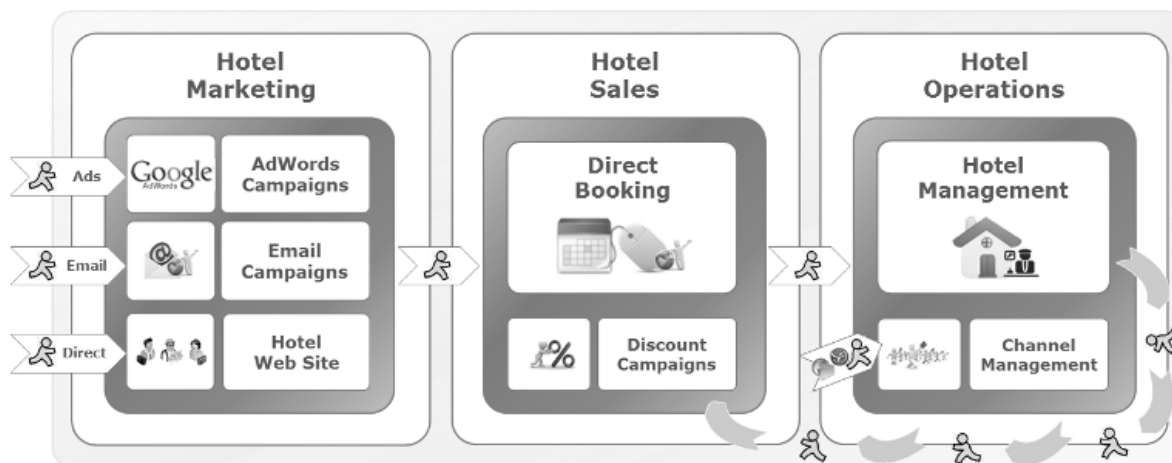 Hotel
Marketing
Ads
Google
AdWords
AdWords
Campaigns
Email
@
Email
Campaigns
Direct
Hotel
Web Site
Hotel
Sales
Direct
Booking
%
Discount
Campaigns
Hotel
Operations
Hotel
Management
Channel
Management